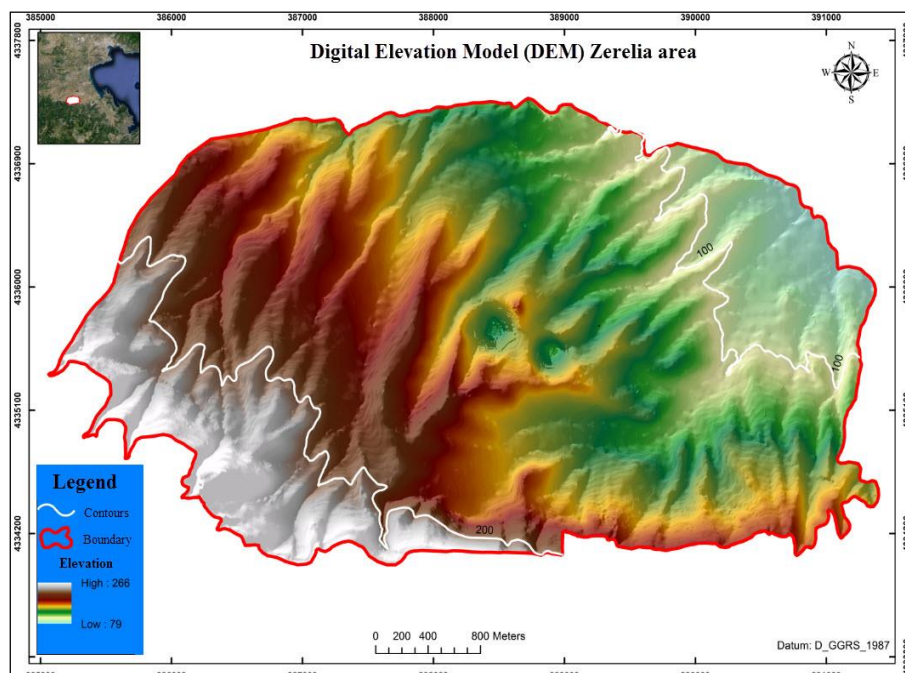 385000 386000 387000 388000 389000 390000 391000
Digital Elevation Model (DEM) Zerelia area
N
W E
S
4337800
4336900
4336000
4335100
4334200
100
100
200
Legend
Contours
Boundary
Elevation
High : 266
Low : 79
0 200 400 800 Meters
Datum: D_GGRS_1987